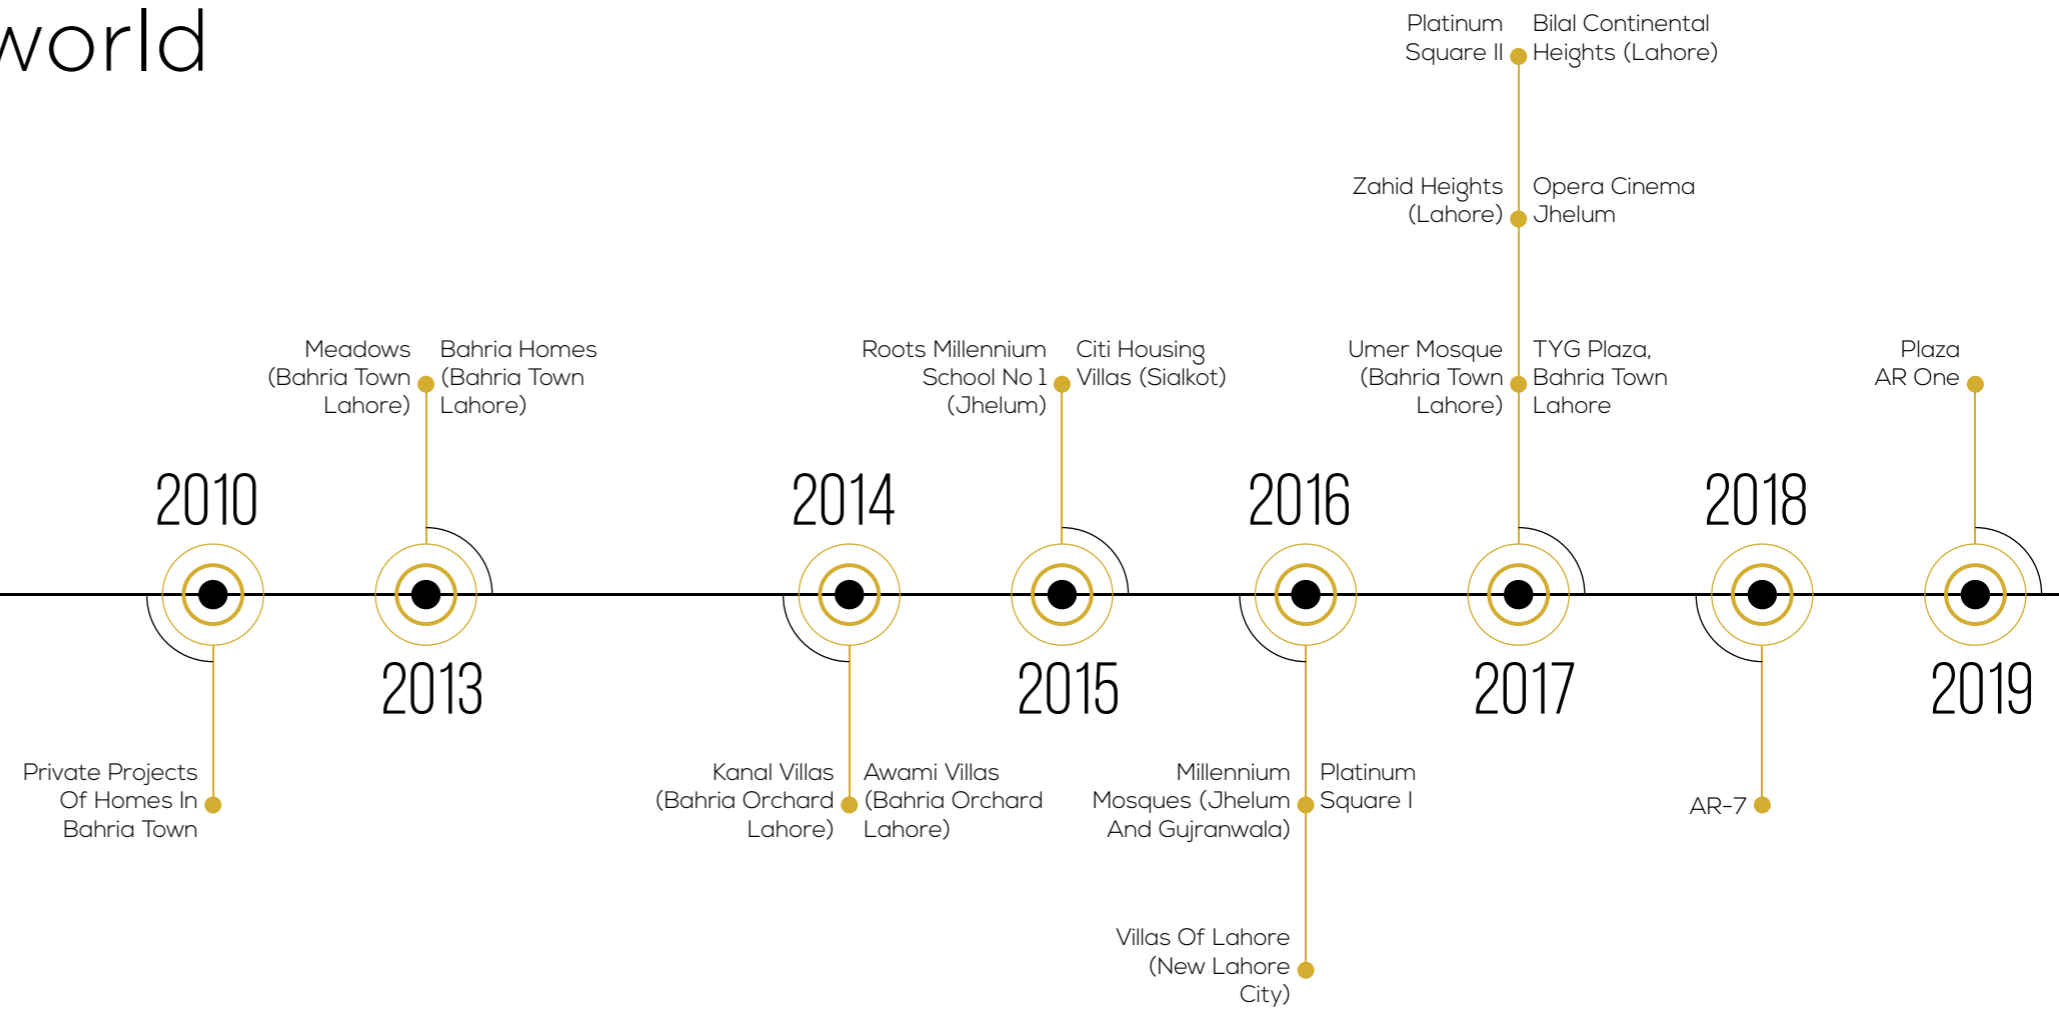 world
Platinum
Square II
Bilal Continental
Heights (Lahore)
Zahid Heights
(Lahore)
Opera Cinema
Jhelum
Meadows
(Bahria Town
Lahore)
Bahria Homes
(Bahria Town
Lahore)
Roots Millennium
School No 1
(Jhelum)
Citi Housing
Villas (Sialkot)
Umer Mosque
(Bahria Town
Lahore)
TYG Plaza,
Bahria Town
Lahore
Plaza
AR One
2010
2014
2016
2018
2013
2015
2017
2019
Private Projects
Of Homes In
Bahria Town
Kanal Villas
(Bahria Orchard
Lahore)
Awami Villas
(Bahria Orchard
Lahore)
Millennium
Mosques (Jhelum
And Gujranwala)
Platinum
Square I
AR-7
Villas Of Lahore
(New Lahore
City)